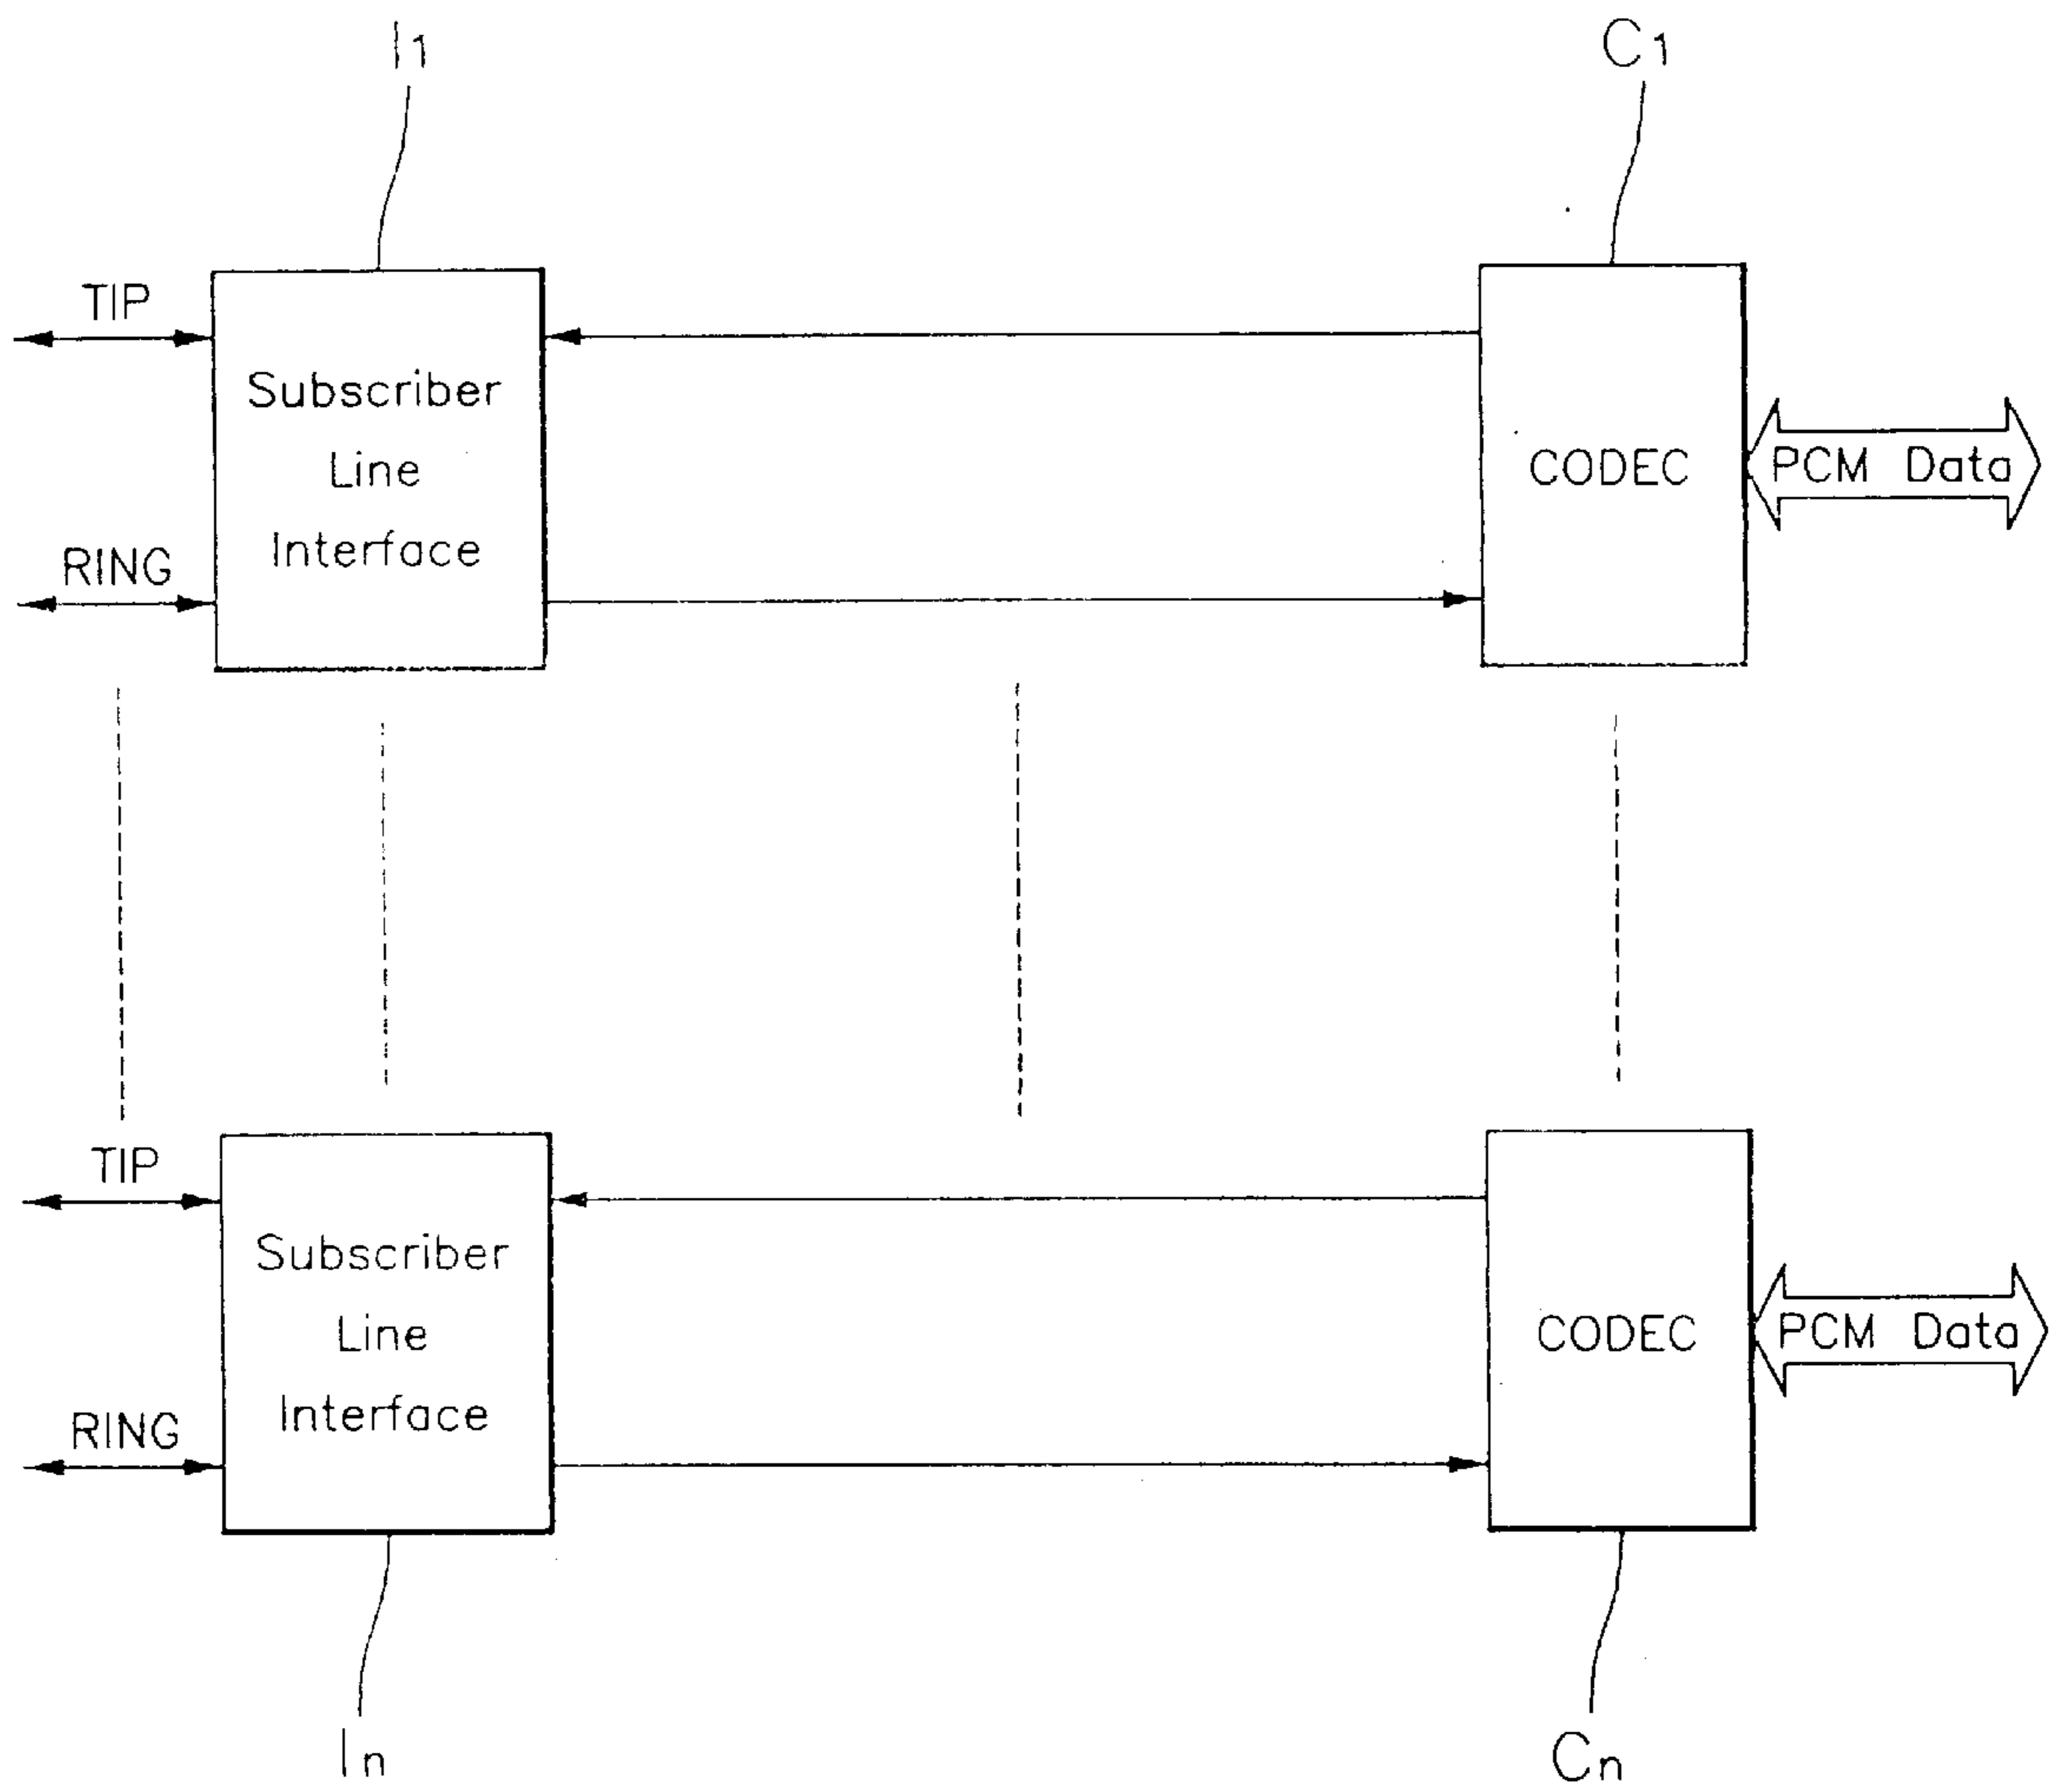 I1
C1
TIP
Subscriber
Line
Interface
RING
CODEC
PCM Data
TIP
Subscriber
Line
Interface
RING
CODEC
PCM Data
In
Cn